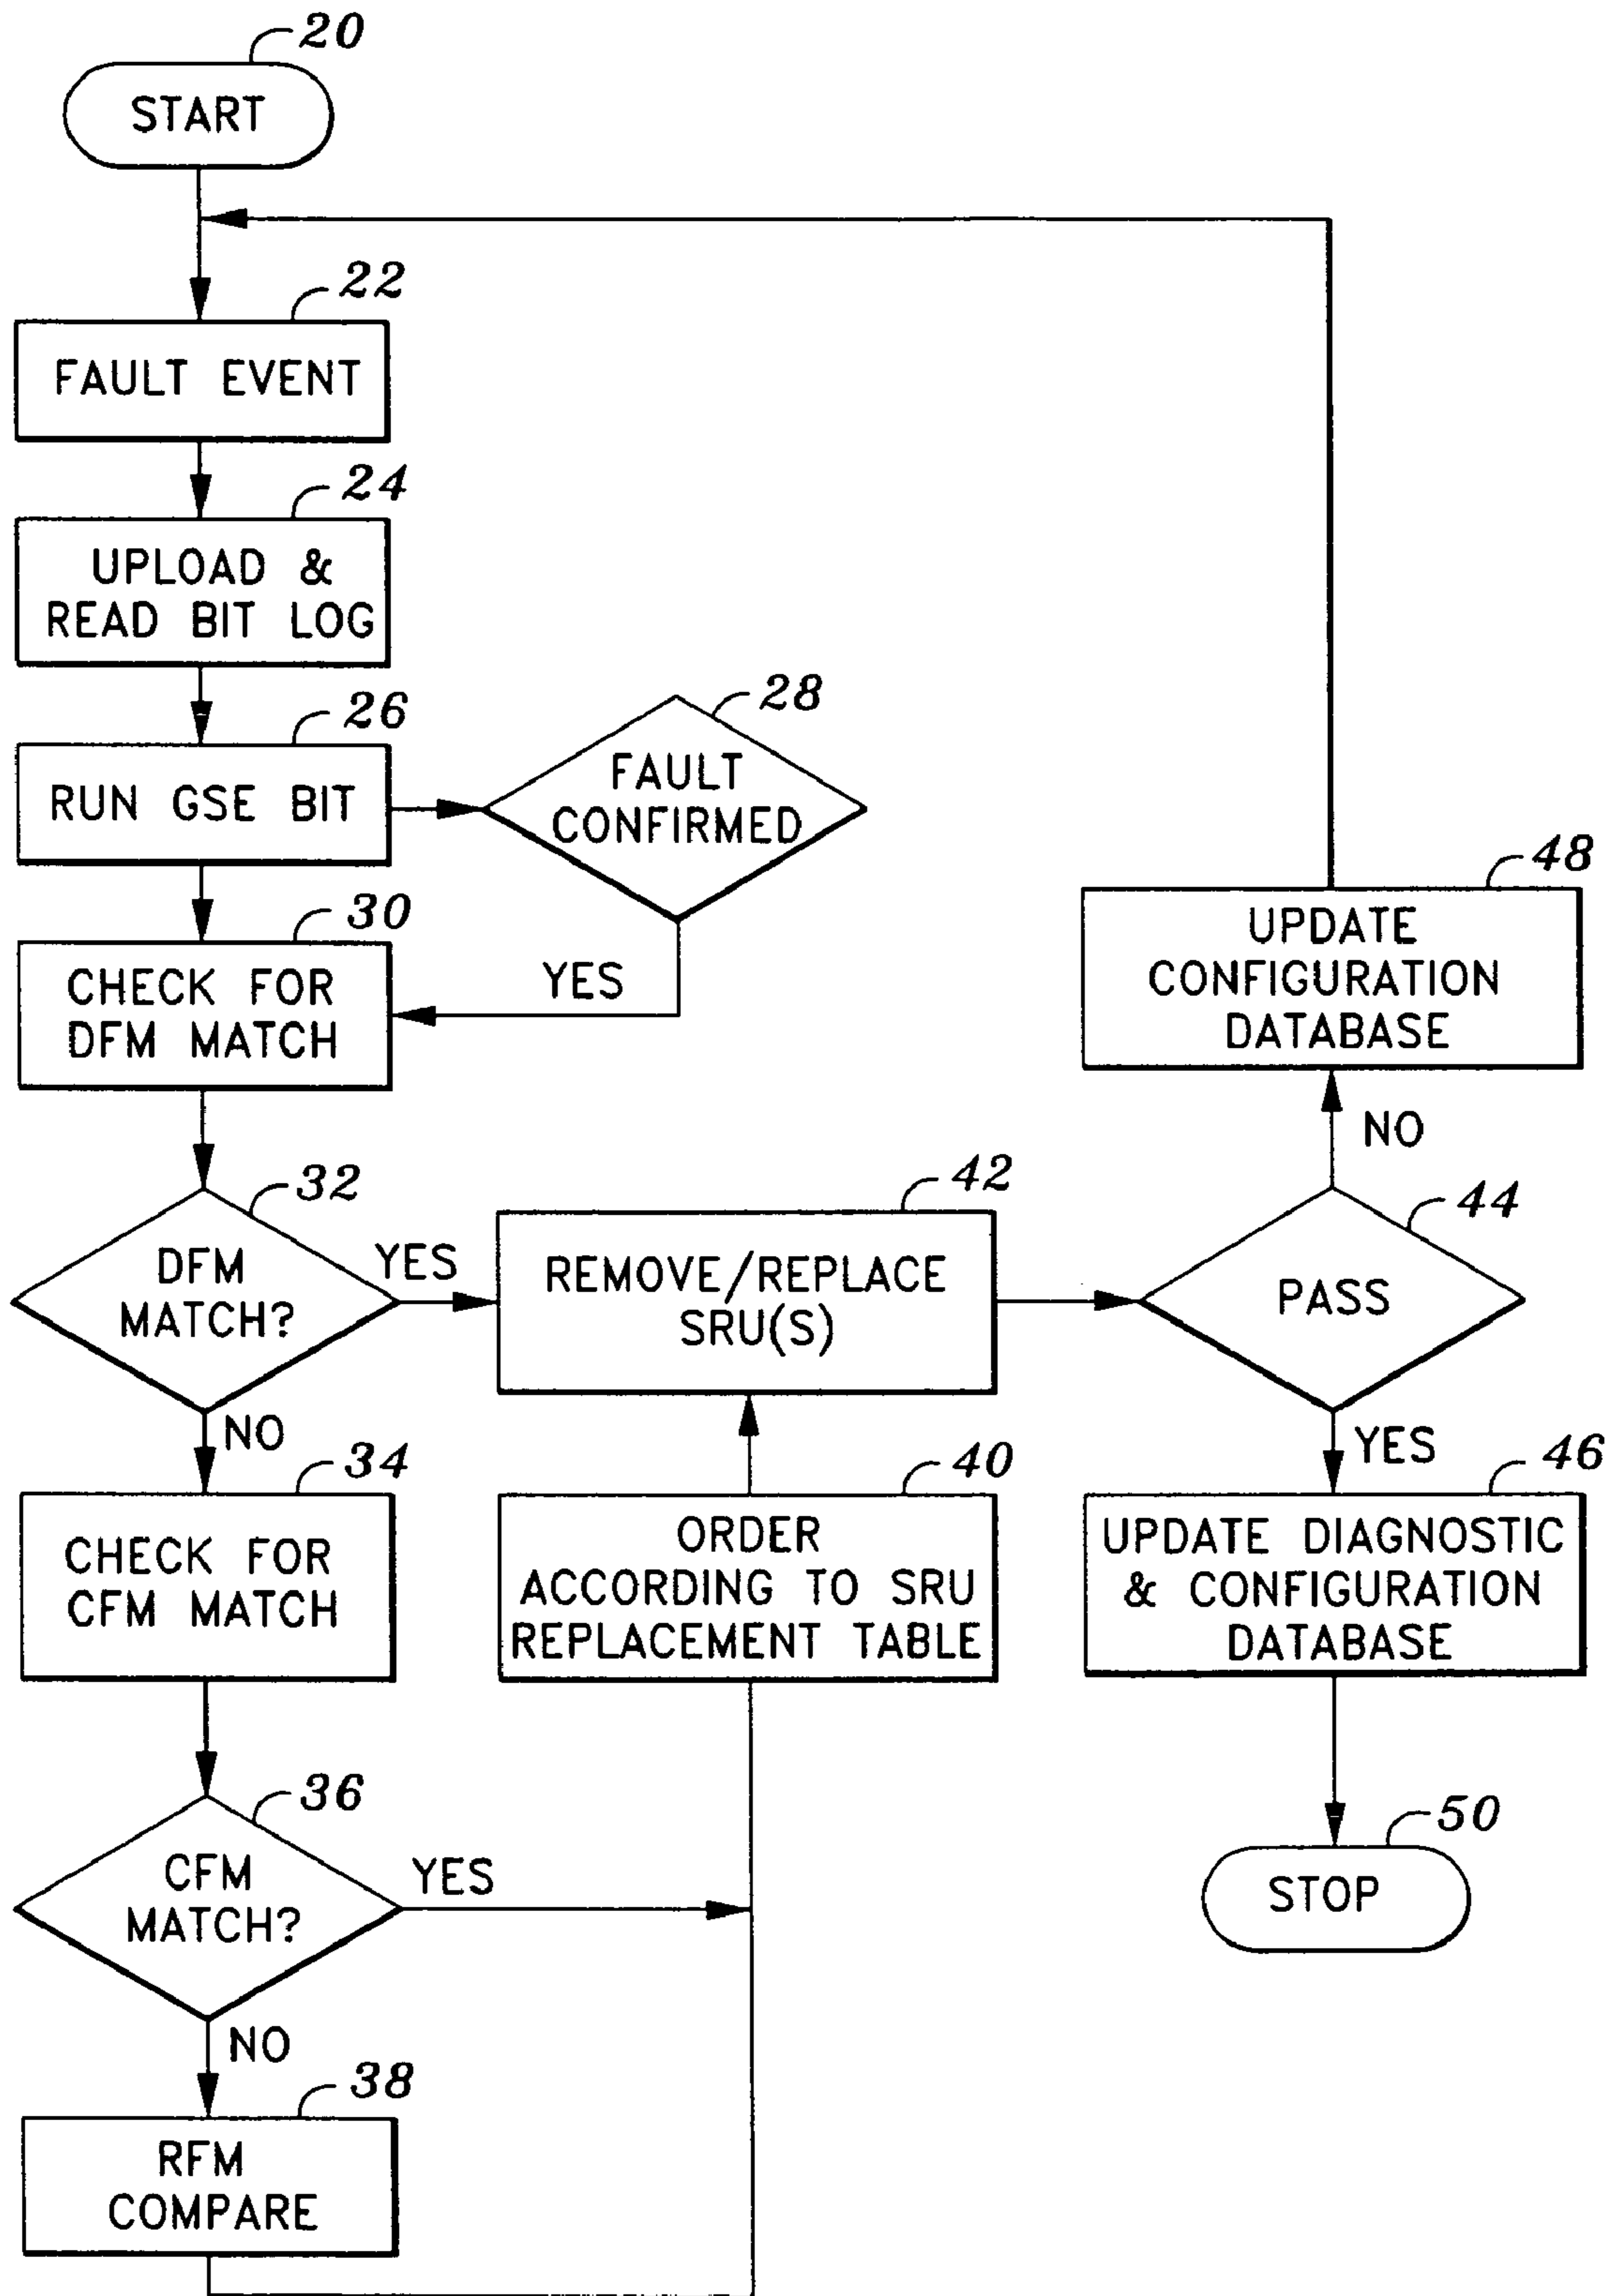 20
START
22
FAULT EVENT
24
UPLOAD &
READ BIT LOG
26
RUN GSE BIT
28
FAULT
CONFIRMED
YES
30
CHECK FOR
DFM MATCH
32
DFM
MATCH?
YES
NO
34
CHECK FOR
CFM MATCH
36
CFM
MATCH?
YES
NO
38
RFM
COMPARE
40
ORDER
ACCORDING TO SRU
REPLACEMENT TABLE
42
REMOVE/REPLACE
SRU(S)
44
PASS
NO
YES
48
UPDATE
CONFIGURATION
DATABASE
46
UPDATE DIAGNOSTIC
& CONFIGURATION
DATABASE
50
STOP